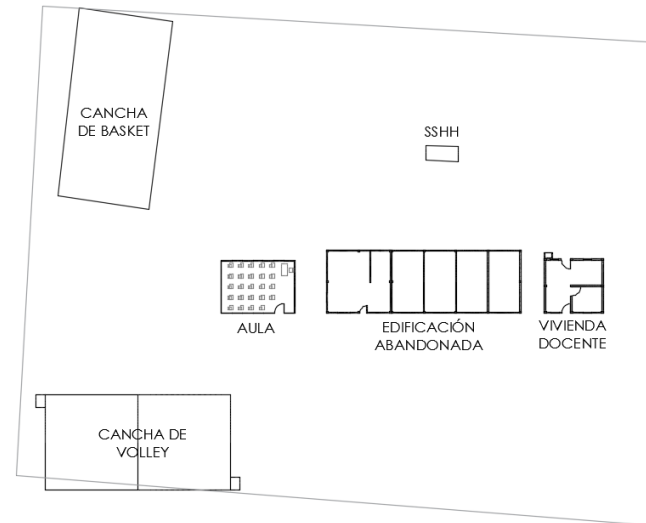 CANCHA
DE BASKET
SSHH
AULA
EDIFICACIÓN
ABANDONADA
VIVIENDA
DOCENTE
CANCHA DE
VOLLEY